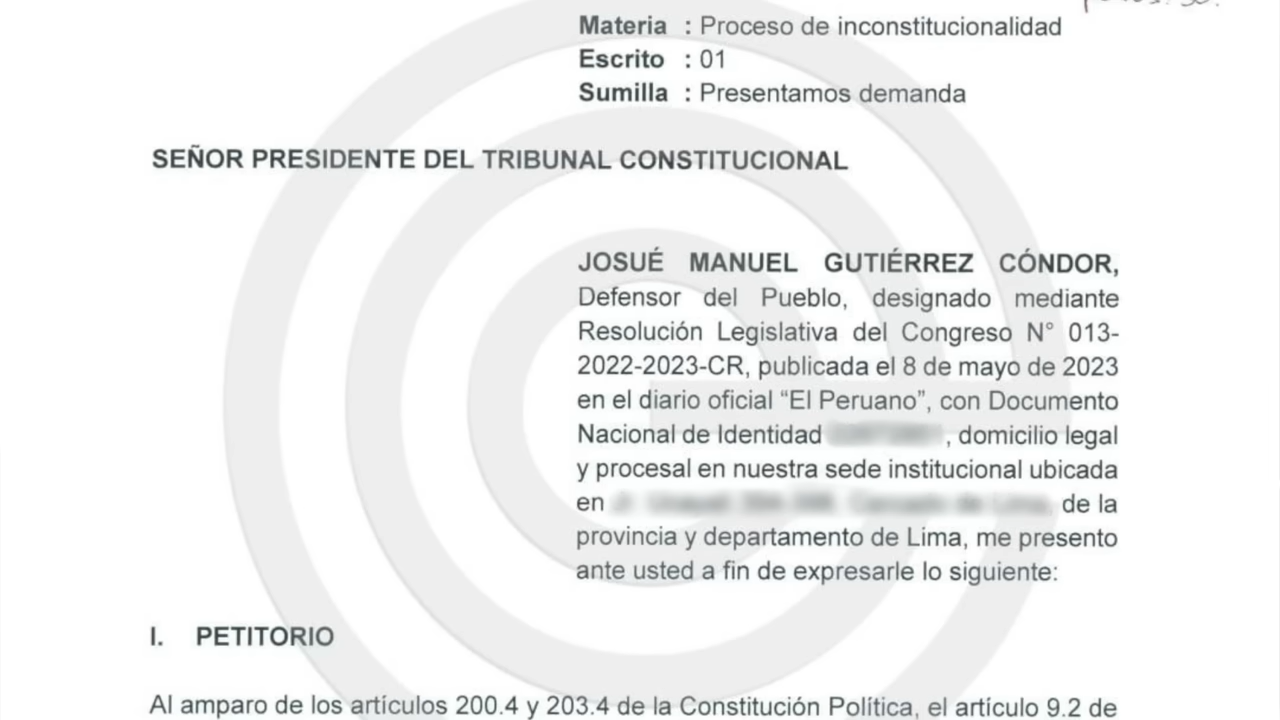 Materia : Proceso de inconstitucionalidad
Escrito : 01
Sumilla : Presentamos demanda
SEÑOR PRESIDENTE DEL TRIBUNAL CONSTITUCIONAL
JOSUÉ MANUEL GUTIÉRREZ CÓNDOR,
Defensor del Pueblo, designado mediante
Resolución Legislativa del Congreso N° 013-
2022-2023-CR, publicada el 8 de mayo de 2023
en el diario oficial “El Peruano”, con Documento
Nacional de Identidad , domicilio legal
y procesal en nuestra sede institucional ubicada
en de la
provincia y departamento de Lima, me presento
ante usted a fin de expresarle lo siguiente:
I. PETITORIO
Al amparo de los artículos 200.4 y 203.4 de la Constitución Política, el artículo 9.2 de